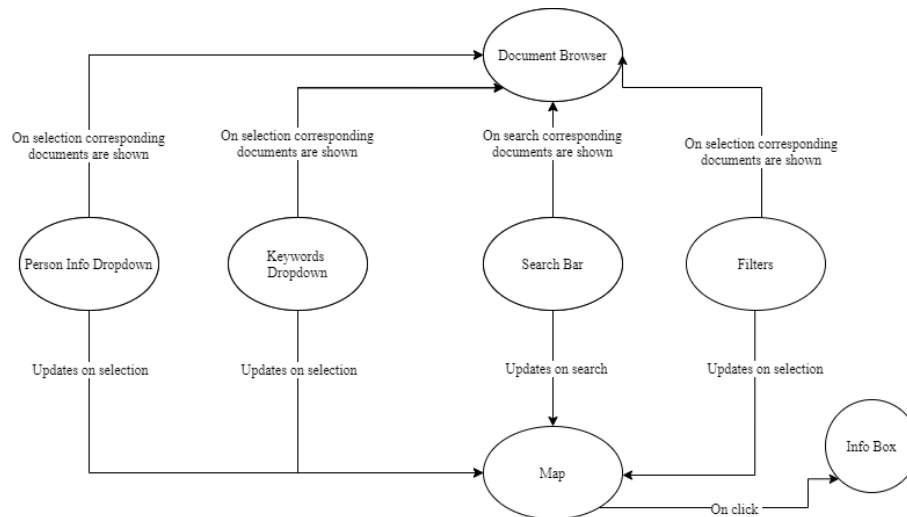 Document Browser
On selection corresponding
documents are shown
On selection corresponding
documents are shown
On search corresponding
documents are shown
On selection corresponding
documents are shown
Person Info Dropdown
Keywords
Dropdown
Search Bar
Filters
Updates on selection
Updates on selection
Updates on search
Updates on selection
Info Box
Map
On click